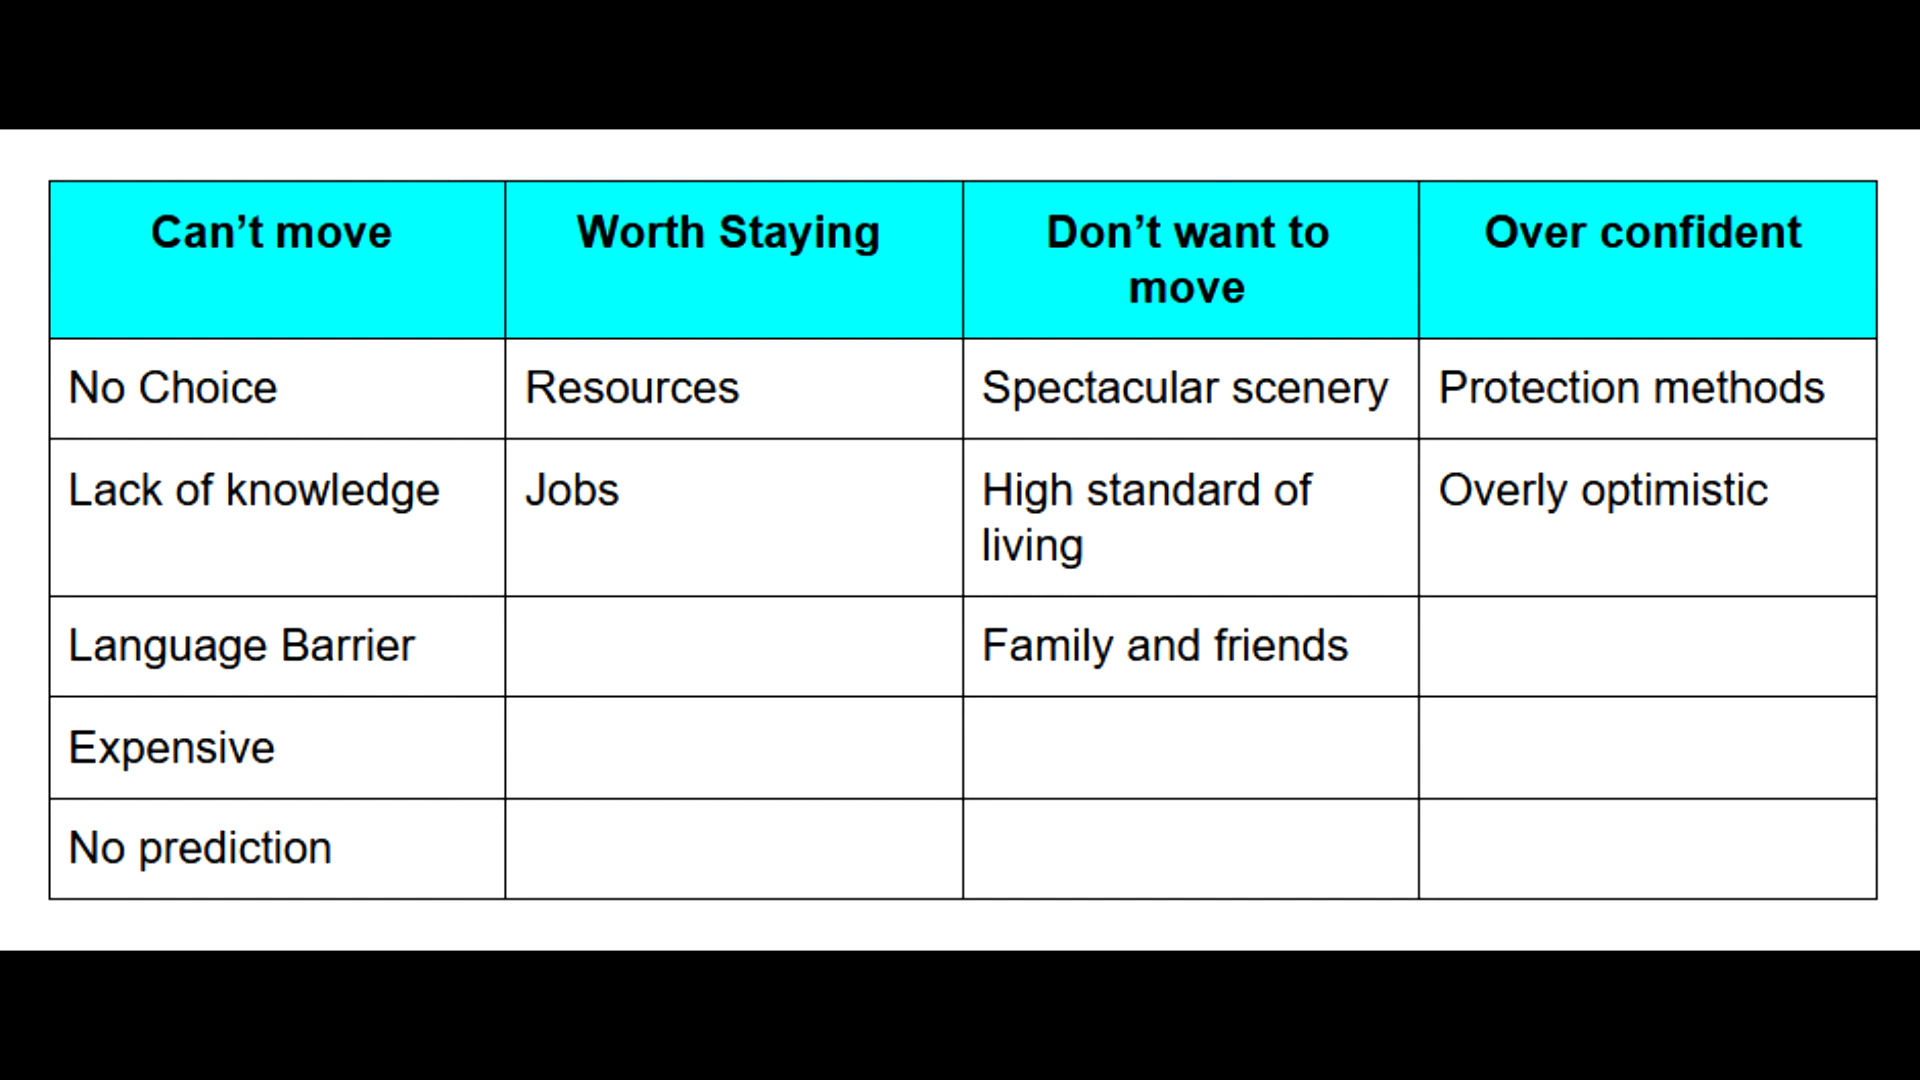 Can’t move
Worth Staying
Don’t want to
move
Over confident
No Choice
Resources
Spectacular scenery
Protection methods
Lack of knowledge
Jobs
High standard of
living
Overly optimistic
Language Barrier
Family and friends
Expensive
No prediction